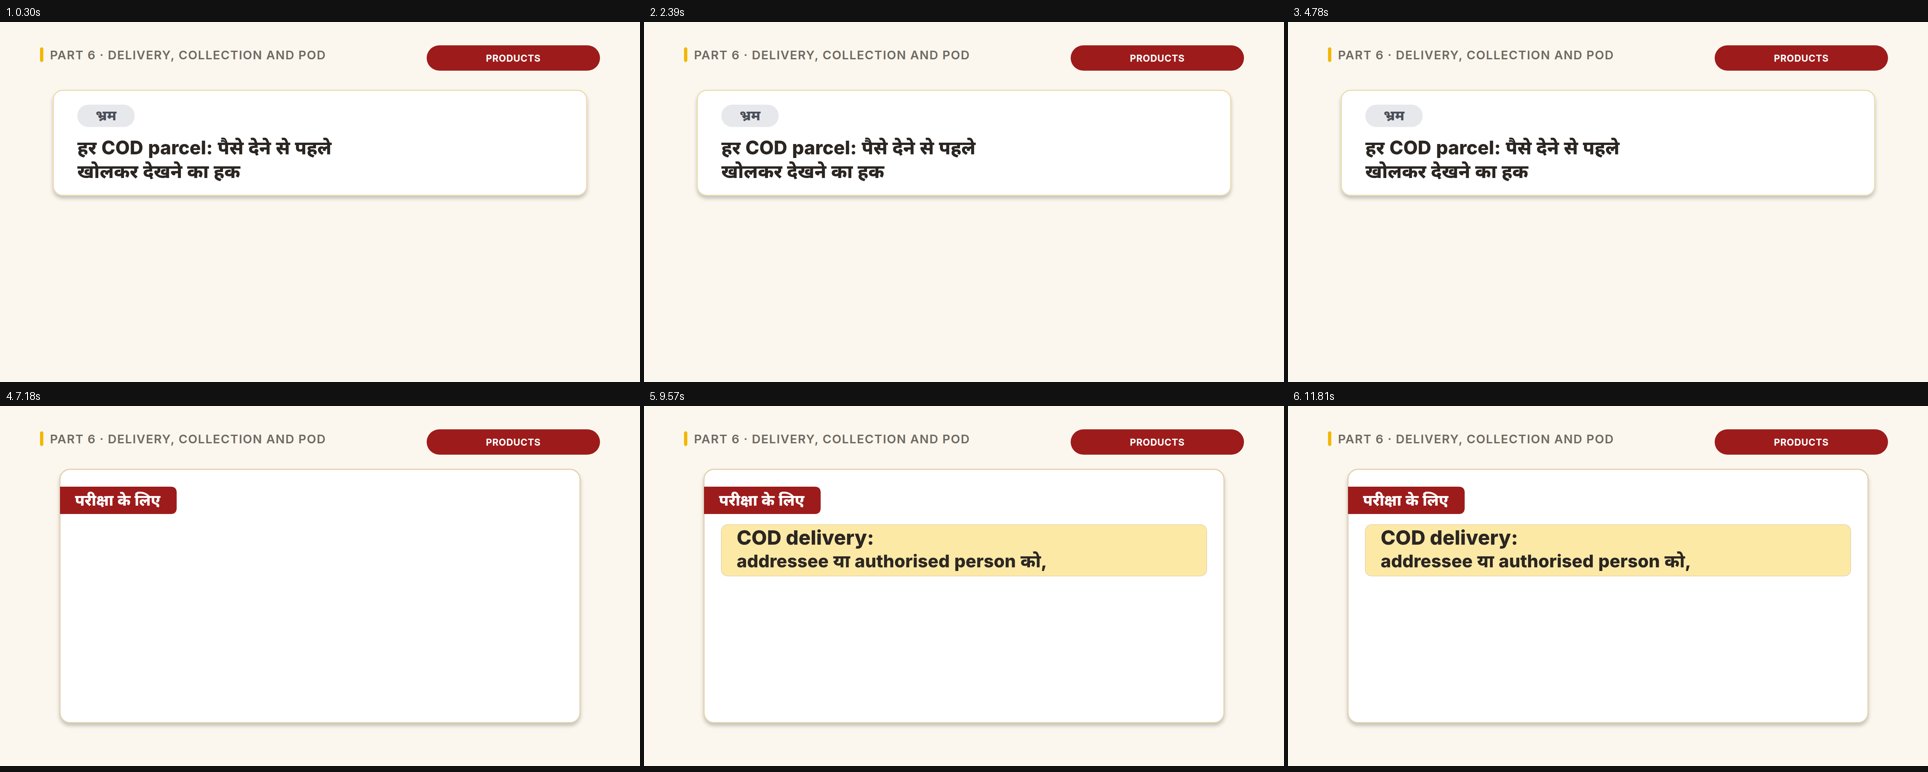 1. 0.30s
PART 6 · DELIVERY, COLLECTION AND POD
PRODUCTS
भ्रम
हर COD parcel: पैसे देने से पहले
खोलकर देखने का हक
2. 2.39s
PART 6 · DELIVERY, COLLECTION AND POD
PRODUCTS
भ्रम
हर COD parcel: पैसे देने से पहले
खोलकर देखने का हक
3. 4.78s
PART 6 · DELIVERY, COLLECTION AND POD
PRODUCTS
भ्रम
हर COD parcel: पैसे देने से पहले
खोलकर देखने का हक
4. 7.18s
PART 6 · DELIVERY, COLLECTION AND POD
PRODUCTS
परीक्षा के लिए
5. 9.57s
PART 6 · DELIVERY, COLLECTION AND POD
PRODUCTS
परीक्षा के लिए
COD delivery:
addressee या authorised person को,
6. 11.81s
PART 6 · DELIVERY, COLLECTION AND POD
PRODUCTS
परीक्षा के लिए
COD delivery:
addressee या authorised person को,